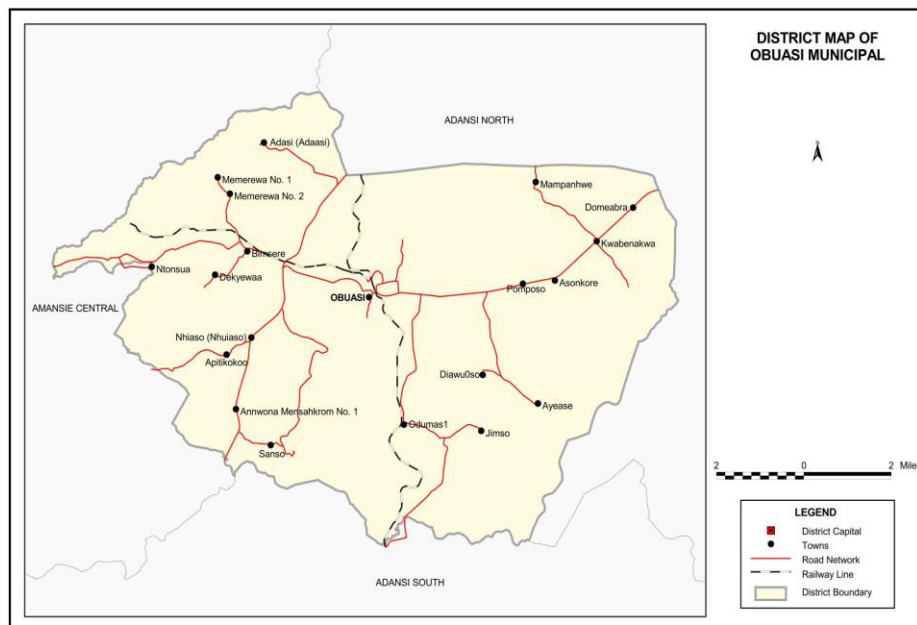 DISTRICT MAP OF
OBUASI MUNICIPAL
ADANSI NORTH
Adasi (Adaasi)
Memerewa No. 1
Mampanhwe
Memerewa No. 2
Domeabra
Kwabenakwa
Bimsere
Ntonsua
Dekyewaa
Asonkore
Pomposo
OBUASI
AMANSIE CENTRAL
Nhiaso (Nhuiaso)
Apitikokoo
Diawu0so
Ayease
Annwona Mensahkrom No. 1
Odumas1
Jimso
Sanso
2 0 2 Mile
LEGEND
District Capital
Towns
Road Network
Railway Line
District Boundary
ADANSI SOUTH